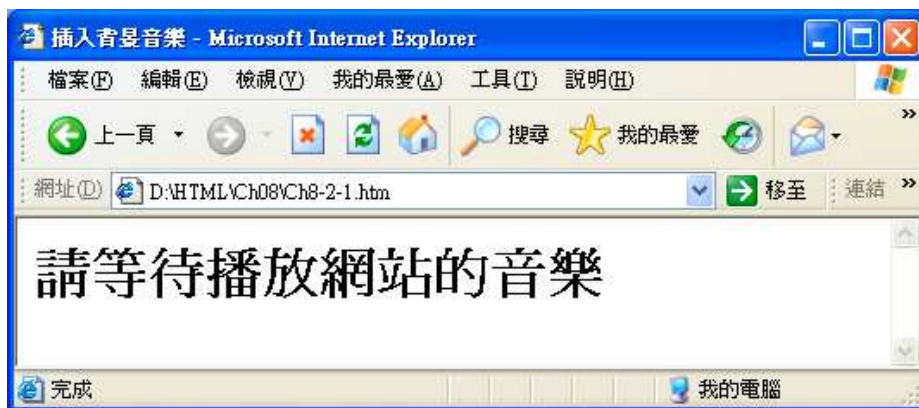 插入背景音樂 - Microsoft Internet Explorer
檔案(F) 編輯(E) 檢視(V) 我的最愛(A) 工具(T) 說明(H)
上一頁 搜尋 我的最愛 »
網址(D) D:\HTML\Ch08\Ch8-2-1.htm 移至 連結 »
請等待播放網站的音樂
完成 我的電腦